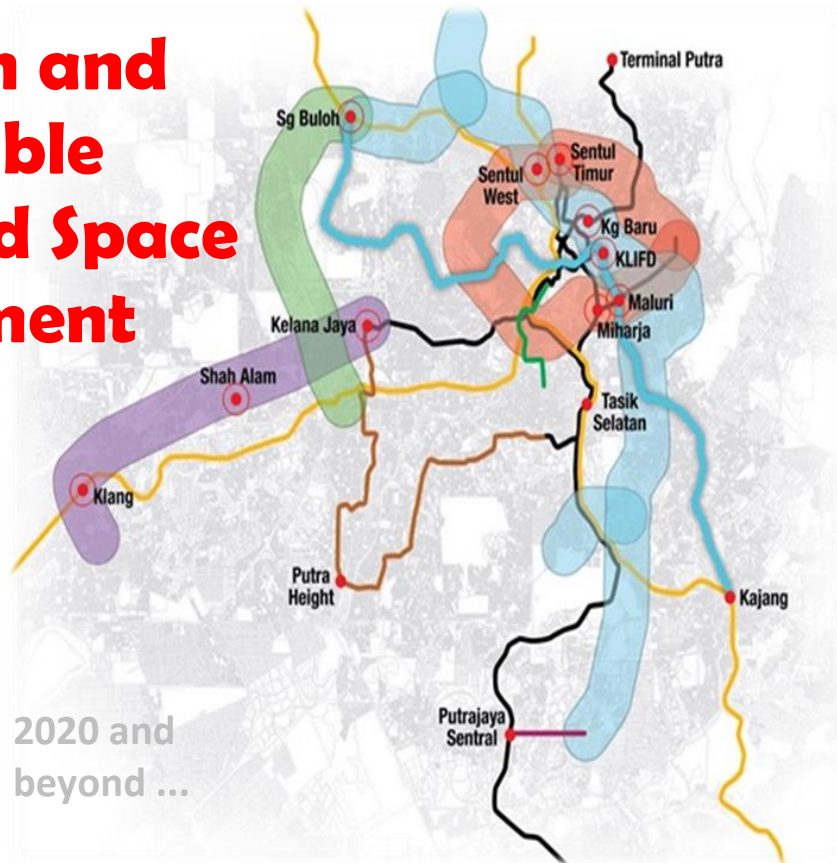 n and
ble
d Space
ment
Terminal Putra
Sg Buloh
Sentul
Timur
Sentul
West
Kg Baru
KLIFD
Maluri
Miharja
Kelana Jaya
Shah Alam
Tasik
Selatan
Klang
Putra
Height
Kajang
Putrajaya
Sentral
2020 and
beyond ...